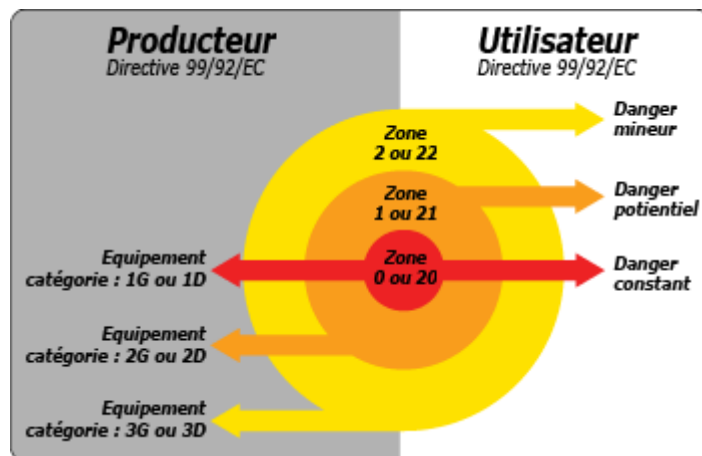 Producteur
Directive 99/92/EC
Utilisateur
Directive 99/92/EC
Danger
mineur
Zone
2 ou 22
Danger
potientiel
Zone
1 ou 21
Equipement
catégorie : 1G ou 1D
Zone
0 ou 20
Danger
constant
Equipement
catégorie : 2G ou 2D
Equipement
catégorie : 3G ou 3D